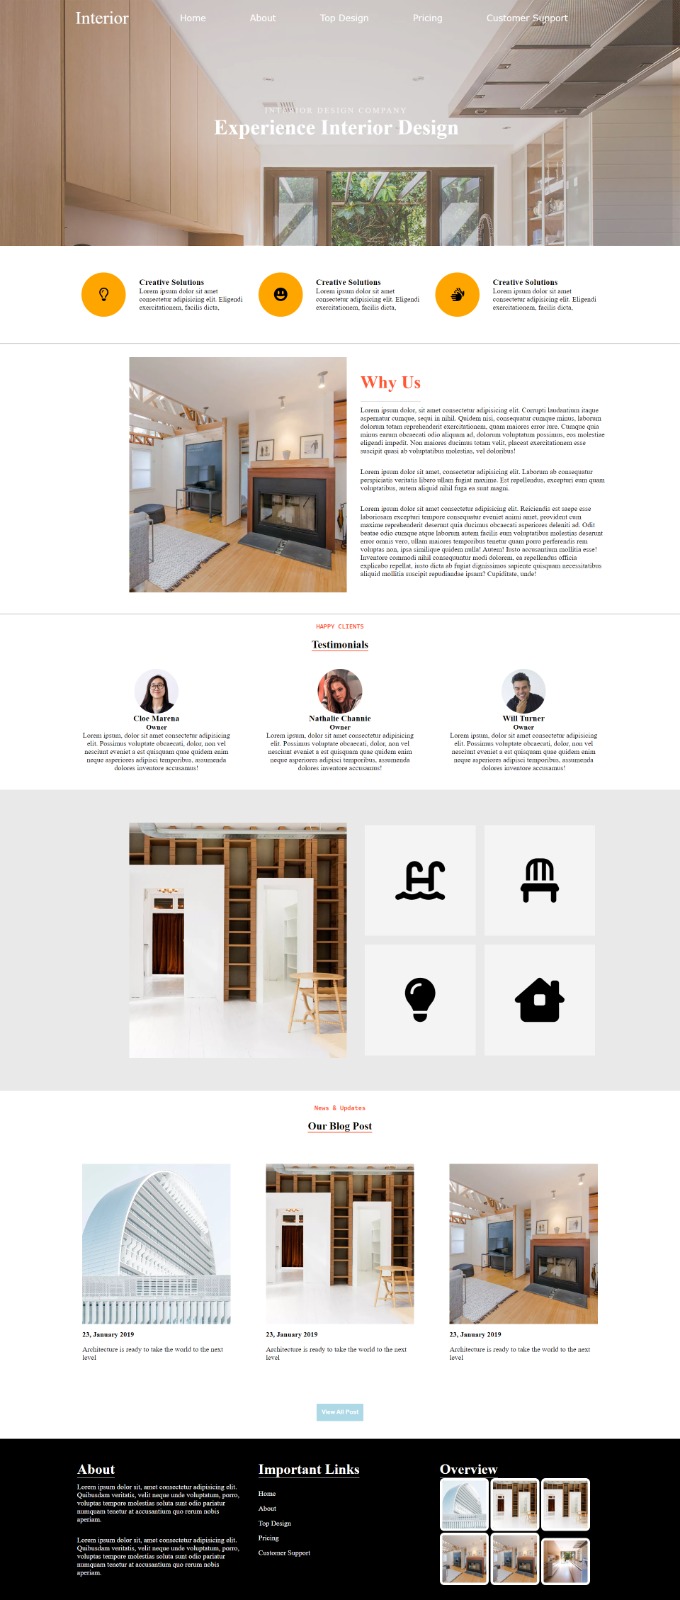 Interior
Home
About
Top Design
Pricing
Customer Support
INTERIOR DESIGN COMPANY
Experience Interior Design
Creative Solutions
Lorem ipsum dolor sit amet
consectetur adipisicing elit. Eligendi
exercitationem, facilis dicta,
Creative Solutions
Lorem ipsum dolor sit amet
consectetur adipisicing elit. Eligendi
exercitationem, facilis dicta,
Creative Solutions
Lorem ipsum dolor sit amet
consectetur adipisicing elit. Eligendi
exercitationem, facilis dicta,
Why Us
Lorem ipsum dolor, sit amet consectetur adipisicing elit. Corrupti laudantium itaque
aspernatur cumque, sequi in nihil. Quidem nisi, consequatur cumque minus, laborum
dolorem totam reprehenderit exercitationem, quam maiores error iure. Cumque quia
minus earum obcaecati odio aliquam ad, dolorum voluptatum possimus, eos molestiae
eligendi impedit. Non maiores ducimus totam velit, placeat exercitationem esse
suscipit quasi ab voluptatibus molestias, vel doloribus!
Lorem ipsum dolor sit amet, consectetur adipisicing elit. Laborum ab consequatur
perspiciatis veritatis libero ullam fugiat maxime. Est repellendus, excepturi eum quam
voluptatibus, autem aliquid nihil fuga ea sunt magni.
Lorem ipsum dolor sit amet consectetur adipisicing elit. Reiciendis est saepe esse
laboriosam excepturi tempore consequatur eveniet animi amet, provident cum
maxime reprehenderit deserunt quia ducimus obcaecati asperiores deleniti ad. Odit
beatae odio cumque atque laborum autem facilis eum voluptatibus molestias deserunt
error omnis vero, ullam maiores temporibus tenetur quam porro perferendis rem
voluptas non, ipsa similique quidem nulla! Autem! Iusto accusantium mollitia esse!
Inventore commodi nihil consequuntur modi dolorem, ea repellendus officia
explicabo repellat, iusto dicta ab fugiat dignissimos sapiente quisquam necessitatibus
aliquid mollitia suscipit repudiandae ipsam? Cupiditate, unde!
HAPPY CLIENTS
Testimonials
Cloe Marena
Owner
Lorem ipsum, dolor sit amet consectetur adipisicing
elit. Possimus voluptate obcaecati, dolor, non vel
nesciunt eveniet a est quisquam quae quidem enim
neque asperiores adipisci temporibus, assumenda
dolores inventore accusamus!
Nathalie Channie
Owner
Lorem ipsum, dolor sit amet consectetur adipisicing
elit. Possimus voluptate obcaecati, dolor, non vel
nesciunt eveniet a est quisquam quae quidem enim
neque asperiores adipisci temporibus, assumenda
dolores inventore accusamus!
Will Turner
Owner
Lorem ipsum, dolor sit amet consectetur adipisicing
elit. Possimus voluptate obcaecati, dolor, non vel
nesciunt eveniet a est quisquam quae quidem enim
neque asperiores adipisci temporibus, assumenda
dolores inventore accusamus!
News & Updates
Our Blog Post
23, January 2019
Architecture is ready to take the world to the next
level
23, January 2019
Architecture is ready to take the world to the next
level
23, January 2019
Architecture is ready to take the world to the next
level
View All Post
About
Lorem ipsum dolor sit, amet consectetur adipisicing elit.
Quibusdam veritatis, velit neque unde voluptatum, porro,
voluptas tempore molestias soluta sunt odio pariatur
numquam tenetur at accusantium quo rerum nobis
aperiam.
Lorem ipsum dolor sit, amet consectetur adipisicing elit.
Quibusdam veritatis, velit neque unde voluptatum, porro,
voluptas tempore molestias soluta sunt odio pariatur
numquam tenetur at accusantium quo rerum nobis
aperiam.
Important Links
Home
About
Top Design
Pricing
Customer Support
Overview